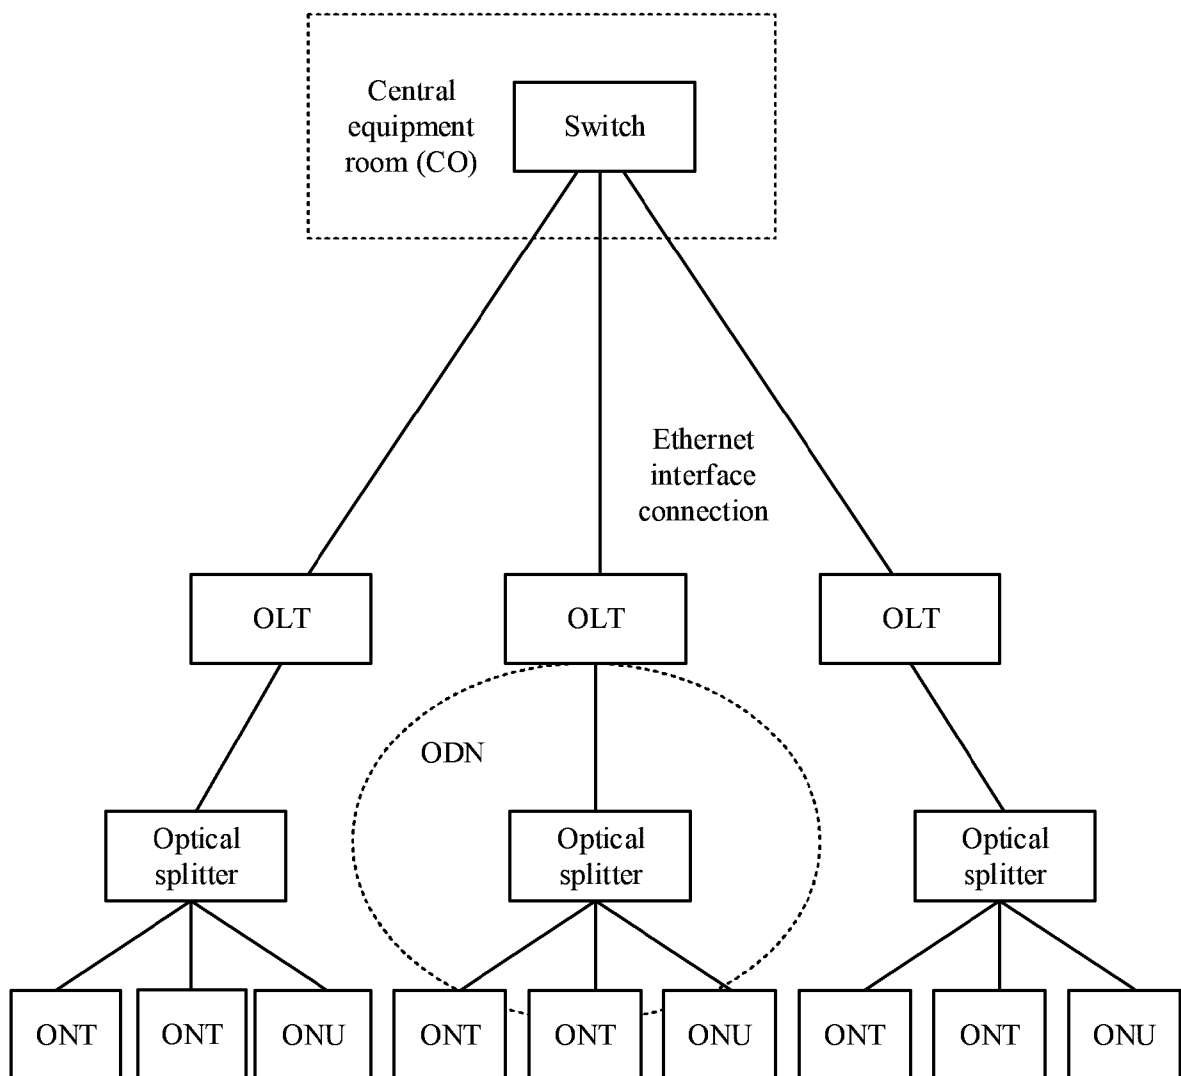 Central
equipment
room (CO)
Switch
Ethernet
interface
connection
OLT
OLT
OLT
ODN
Optical
splitter
Optical
splitter
Optical
splitter
ONT
ONT
ONU
ONT
ONT
ONU
ONT
ONT
ONU